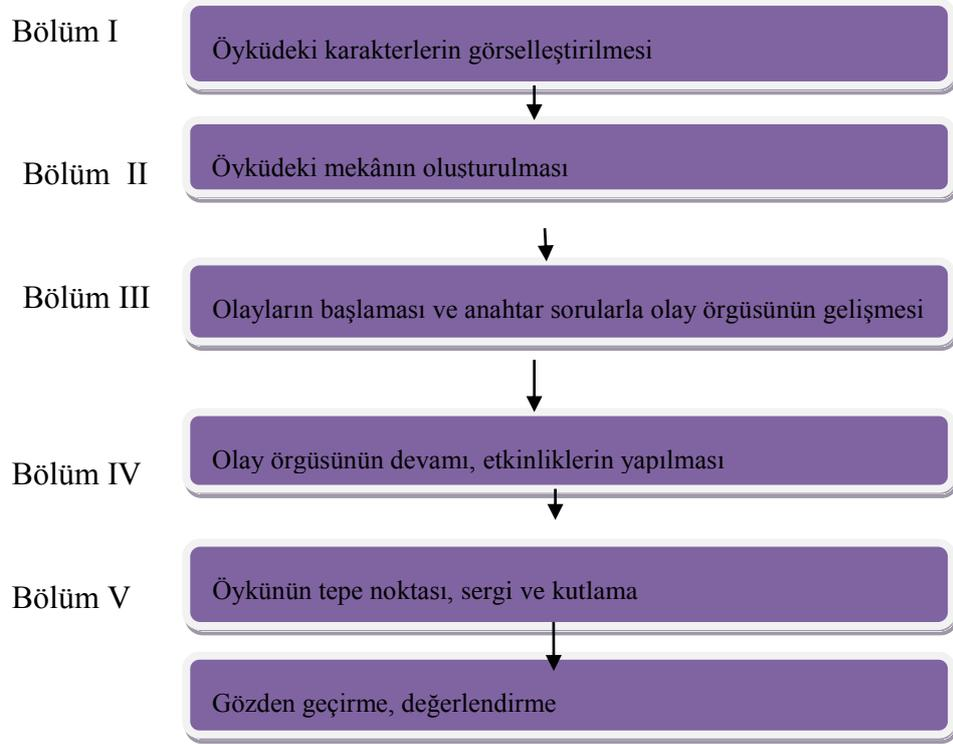 Bölüm I
Öyküdeki karakterlerin görselleştirilmesi
Bölüm II
Öyküdeki mekânın oluşturulması
Bölüm III
Olayların başlaması ve anahtar sorularla olay örgüsünün gelişmesi
Bölüm IV
Olay örgüsünün devamı, etkinliklerin yapılması
Bölüm V
Öykünün tepe noktası, sergi ve kutlama
Gözden geçirme, değerlendirme